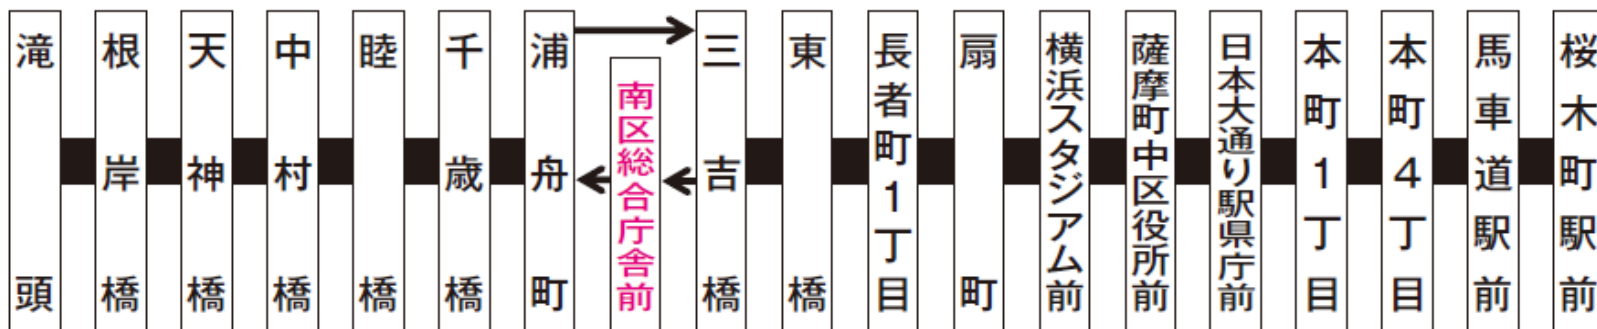 滝頭
根岸橋
天神橋
中村橋
睦橋
千歳橋
浦舟町
南区総合庁舎前
三吉橋
東橋
長者町1丁目
扇町
横浜スタジアム前
薩摩町中区役所前
日本大通り駅県庁前
本町1丁目
本町4丁目
馬車道駅前
桜木町駅前